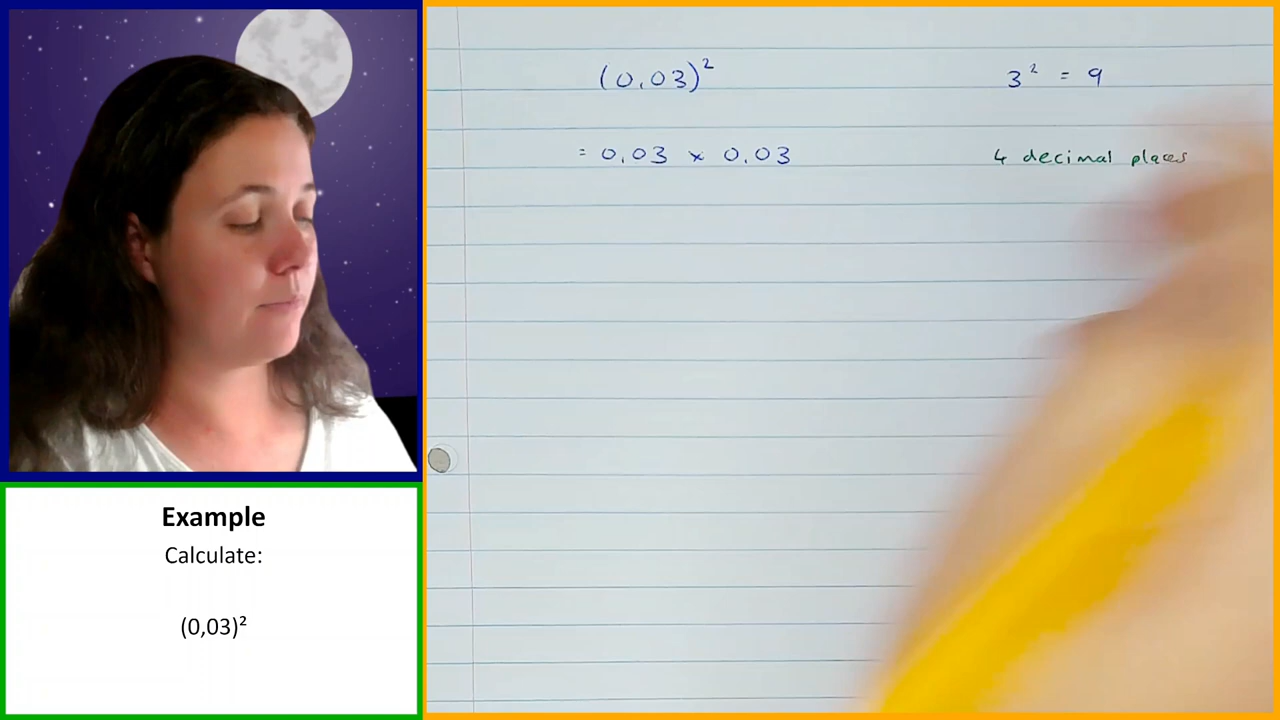 (0,03)² 3² = 9
= 0,03 × 0,03 4 decimal places
Example
Calculate:
(0,03)²